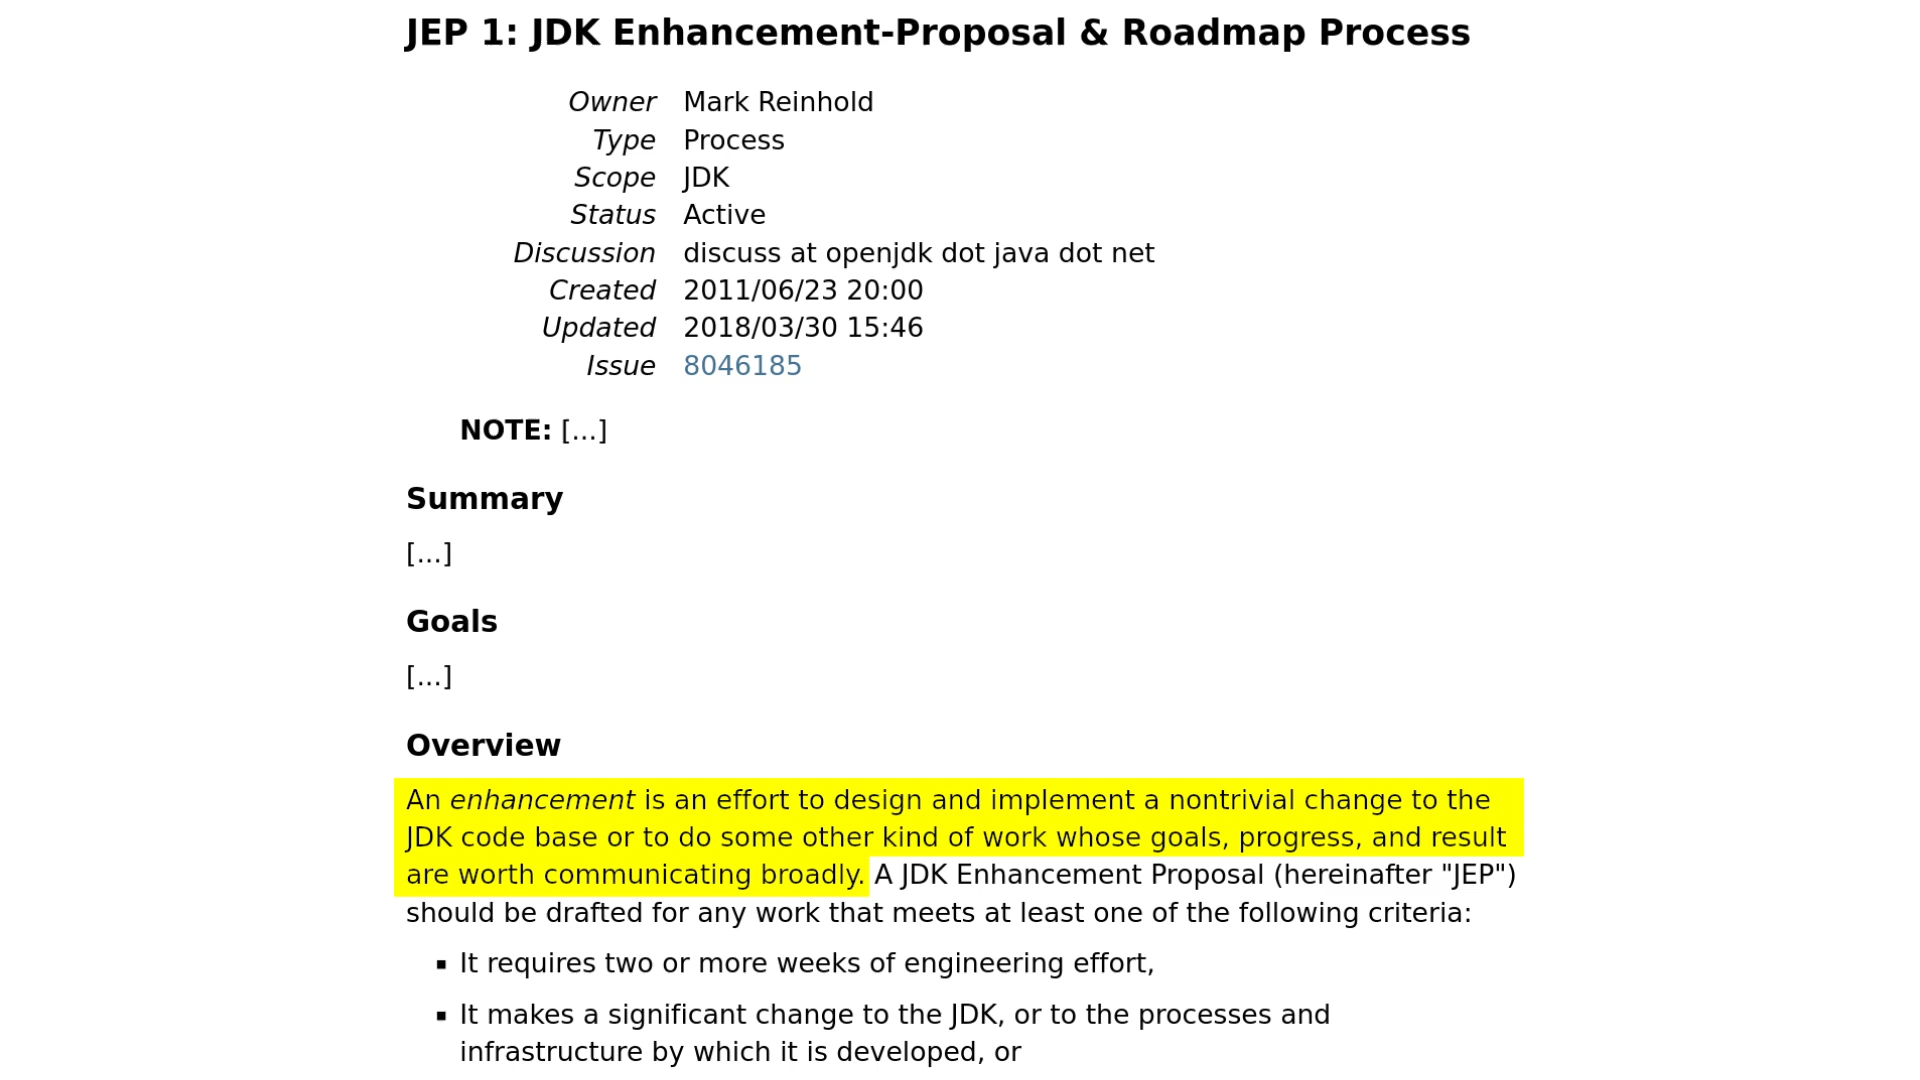 JEP 1: JDK Enhancement-Proposal & Roadmap Process
Owner Mark Reinhold
Type Process
Scope JDK
Status Active
Discussion discuss at openjdk dot java dot net
Created 2011/06/23 20:00
Updated 2018/03/30 15:46
Issue 8046185
NOTE: [...]
Summary
[...]
Goals
[...]
Overview
An enhancement is an effort to design and implement a nontrivial change to the
JDK code base or to do some other kind of work whose goals, progress, and result
are worth communicating broadly. A JDK Enhancement Proposal (hereinafter "JEP")
should be drafted for any work that meets at least one of the following criteria:
▪ It requires two or more weeks of engineering effort,
▪ It makes a significant change to the JDK, or to the processes and
infrastructure by which it is developed, or